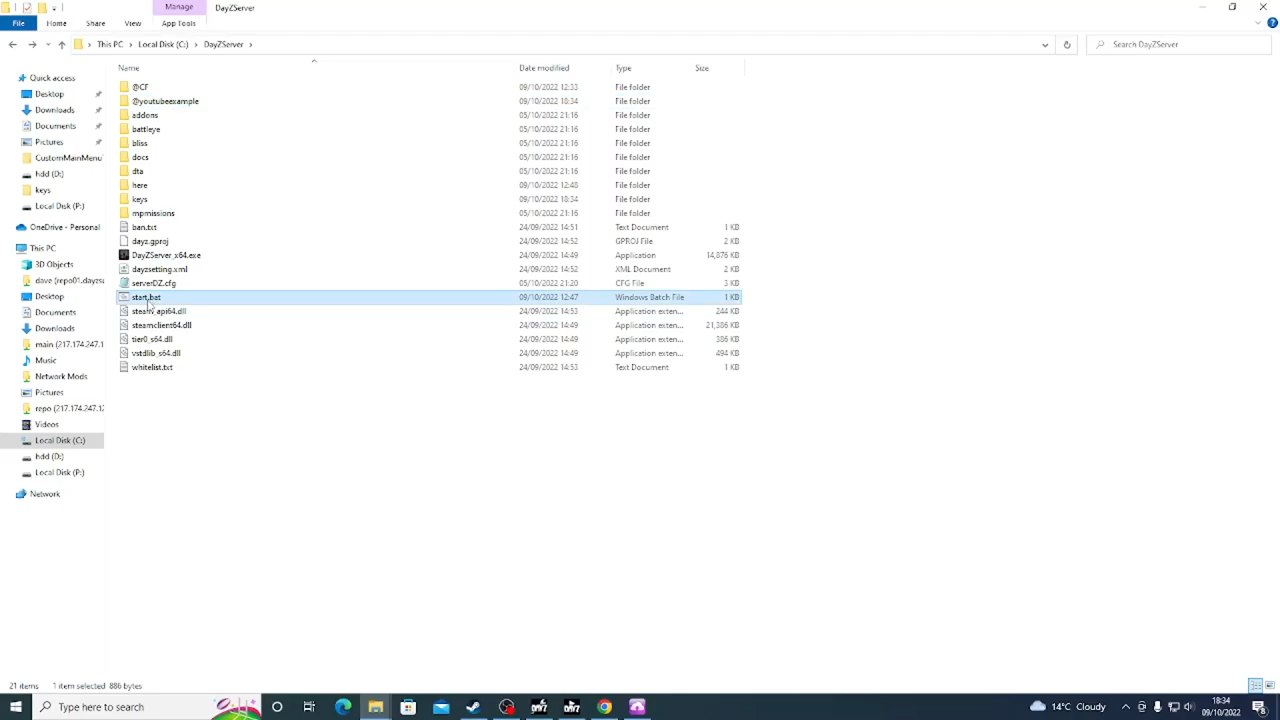 Manage
DayZServer
File
Home
Share
View
App Tools
This PC
Local Disk (C:)
DayZServer
Search DayZServer
Name
Date modified
Type
Size
Quick access
Desktop
Downloads
Documents
Pictures
CustomMainMenu
hdd (D:)
keys
Local Disk (P:)
OneDrive - Personal
This PC
3D Objects
dave (repo01.dayzs
Desktop
Documents
Downloads
main (217.174.247.1
Music
Network Mods
Pictures
repo (217.174.247.12
Videos
Local Disk (C:)
hdd (D:)
Local Disk (P:)
Network
@CF 09/10/2022 12:33 File folder
@youtubeexample 09/10/2022 18:34 File folder
addons 05/10/2022 21:16 File folder
battleye 05/10/2022 21:16 File folder
bliss 05/10/2022 21:16 File folder
docs 05/10/2022 21:16 File folder
dta 05/10/2022 21:16 File folder
here 09/10/2022 12:48 File folder
keys 09/10/2022 18:34 File folder
mpmissions 05/10/2022 21:16 File folder
ban.txt 24/09/2022 14:51 Text Document 1 KB
dayz.gproj 24/09/2022 14:52 GPROJ File 2 KB
DayZServer_x64.exe 24/09/2022 14:49 Application 14,876 KB
dayzsetting.xml 24/09/2022 14:52 XML Document 2 KB
serverDZ.cfg 05/10/2022 21:20 CFG File 3 KB
start.bat 09/10/2022 12:47 Windows Batch File 1 KB
steam_api64.dll 24/09/2022 14:53 Application exten... 244 KB
steamclient64.dll 24/09/2022 14:49 Application exten... 21,386 KB
tier0_s64.dll 24/09/2022 14:49 Application exten... 386 KB
vstdlib_s64.dll 24/09/2022 14:49 Application exten... 494 KB
whitelist.txt 24/09/2022 14:53 Text Document 1 KB
21 items 1 item selected 886 bytes
Type here to search
14°C Cloudy
18:34
09/10/2022